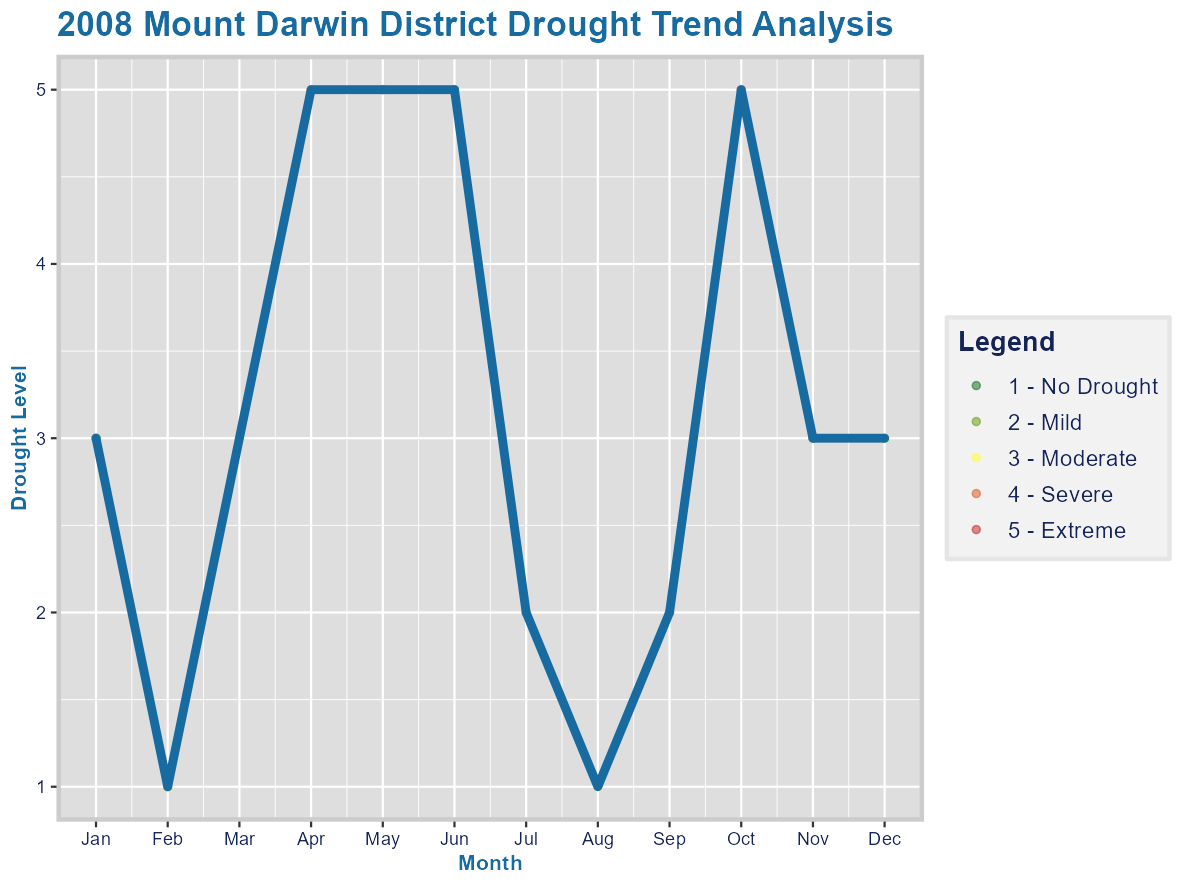 2008 Mount Darwin District Drought Trend Analysis
Drought Level
5
4
3
2
1
Jan Feb Mar Apr May Jun Jul Aug Sep Oct Nov Dec
Month
Legend
1 - No Drought
2 - Mild
3 - Moderate
4 - Severe
5 - Extreme